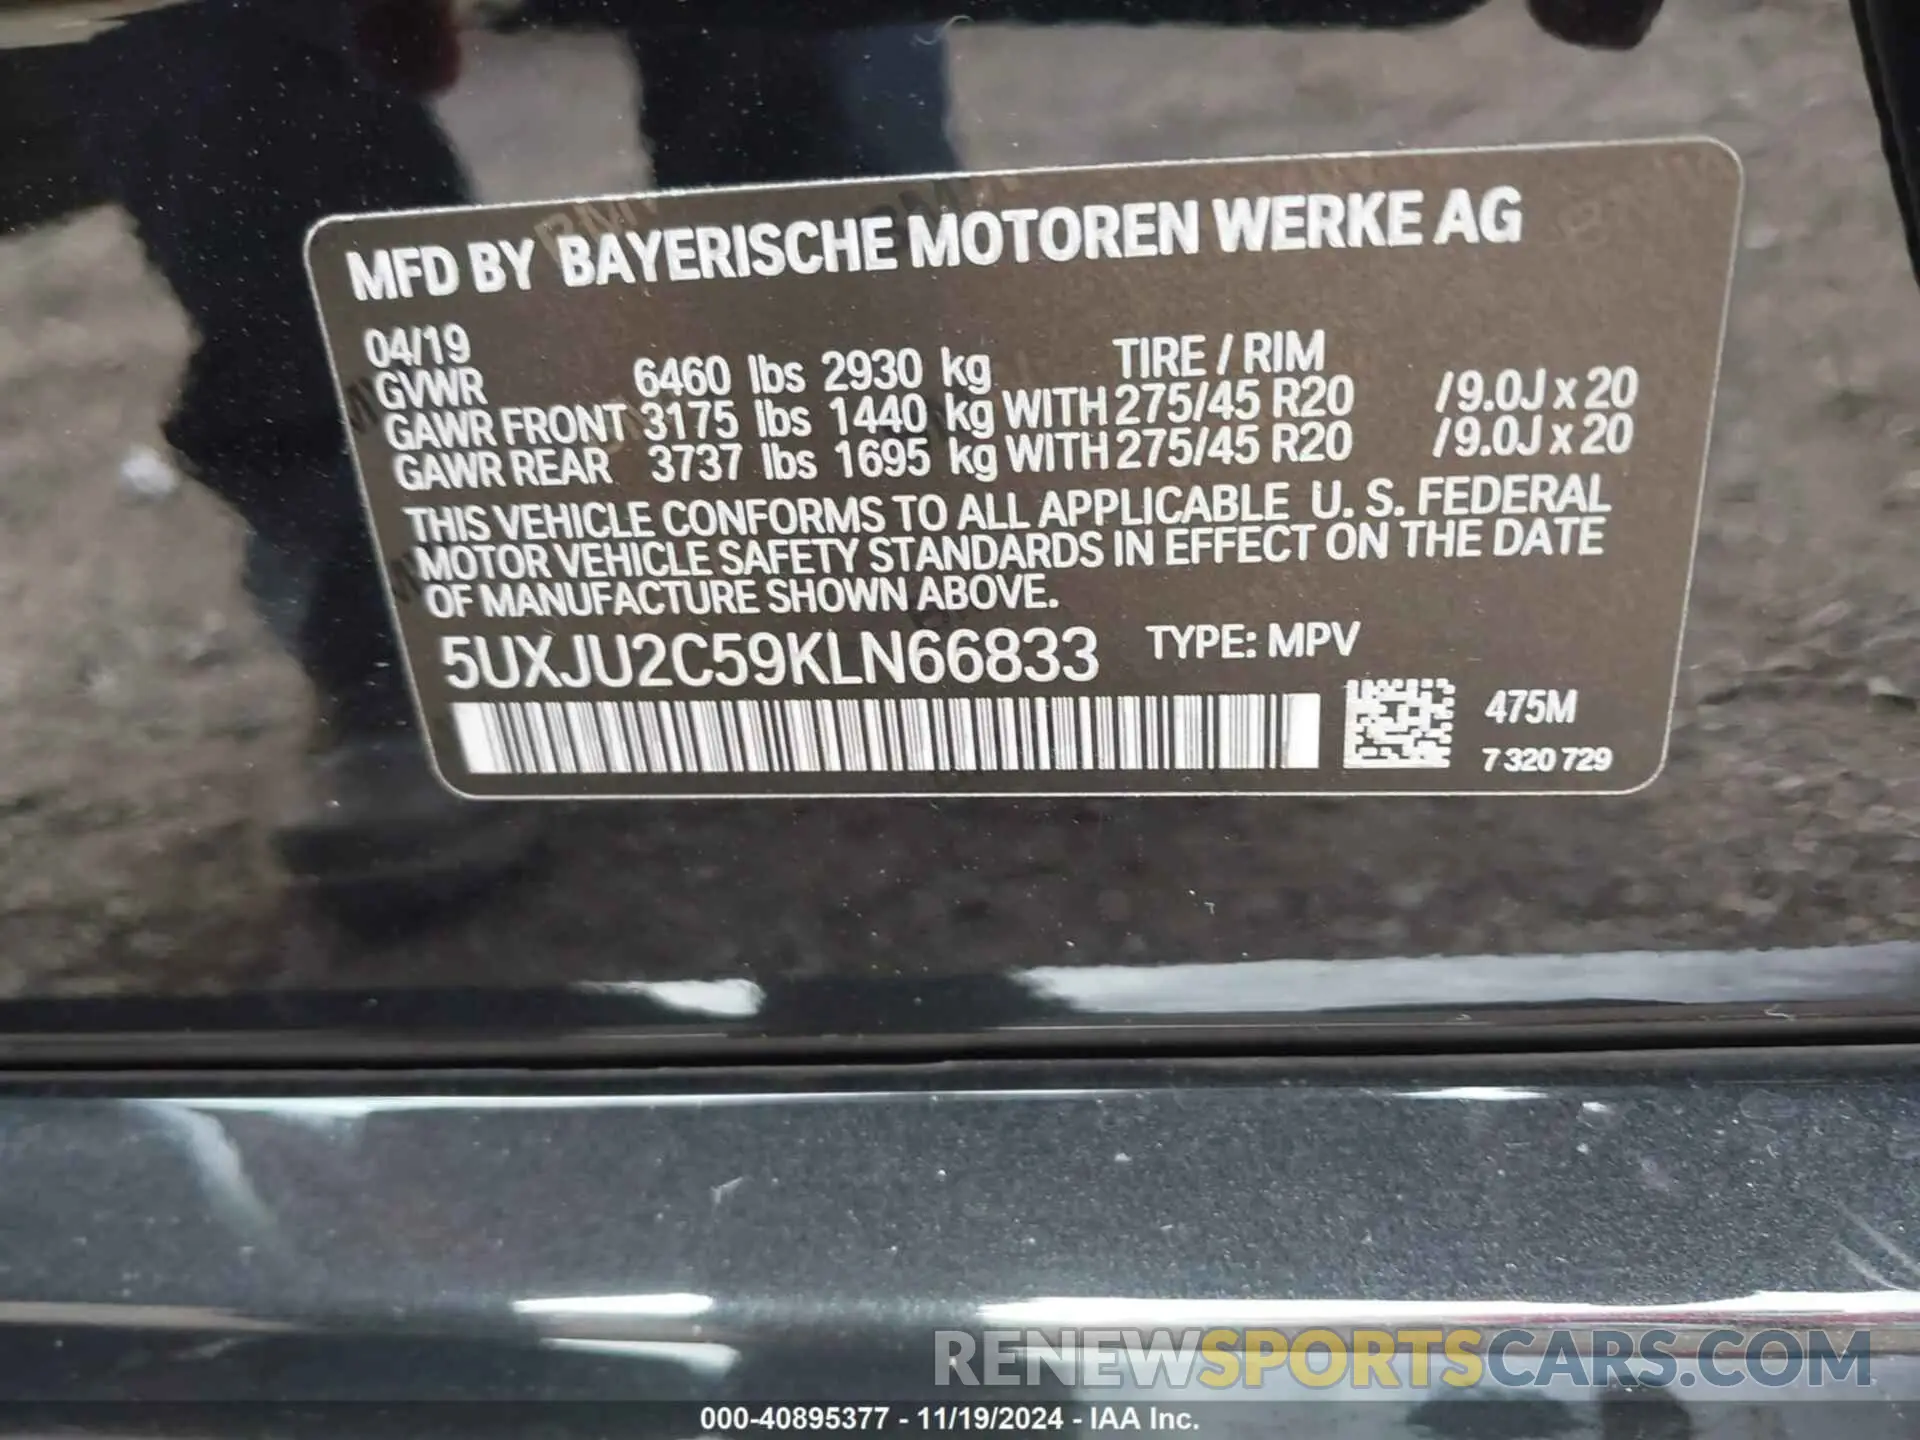 MFD BY BAYERISCHE MOTOREN WERKE AG
04/19
GVWR 6460 lbs 2930 kg TIRE / RIM
GAWR FRONT 3175 lbs 1440 kg WITH 275/45 R20 / 9.0J x 20
GAWR REAR 3737 lbs 1695 kg WITH 275/45 R20 / 9.0J x 20
THIS VEHICLE CONFORMS TO ALL APPLICABLE U. S. FEDERAL
MOTOR VEHICLE SAFETY STANDARDS IN EFFECT ON THE DATE
OF MANUFACTURE SHOWN ABOVE.
5UXJU2C59KLN66833 TYPE: MPV
475M
7 320 729
RENEWSPORTSCARS.COM
000-40895377 - 11/19/2024 - IAA Inc.